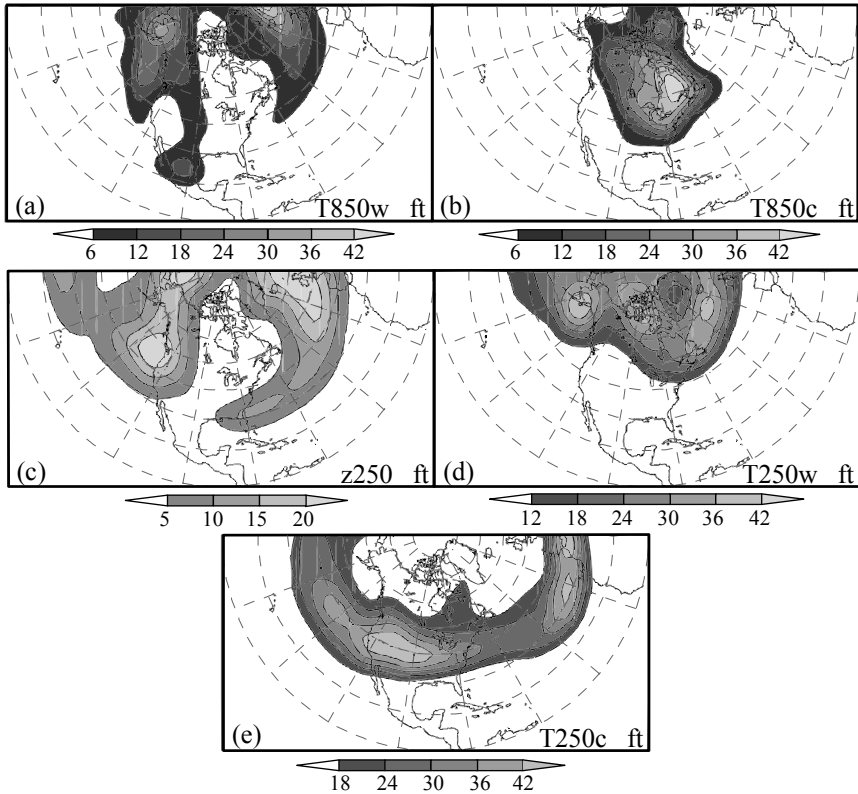 (a) T850w ft
(b) T850c ft
6 12 18 24 30 36 42
6 12 18 24 30 36 42
(c) z250 ft
(d) T250w ft
5 10 15 20
12 18 24 30 36 42
(e) T250c ft
18 24 30 36 42